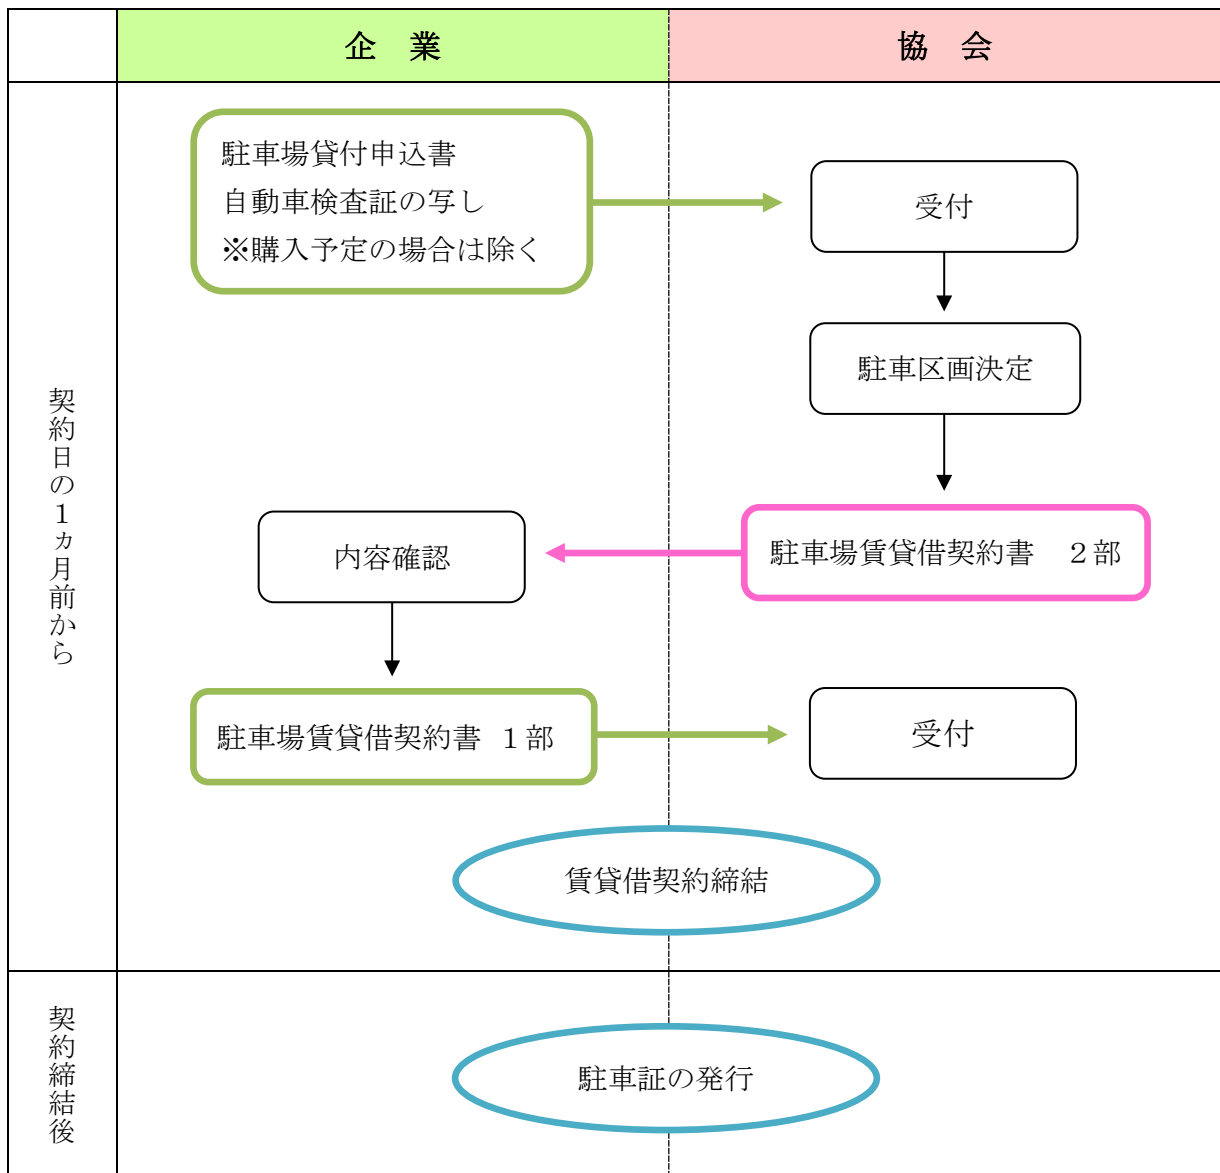 企　業
協　会
契約日の１ヵ月前から
駐車場貸付申込書
自動車検査証の写し
※購入予定の場合は除く
受付
駐車区画決定
駐車場賃貸借契約書　２部
内容確認
駐車場賃貸借契約書　１部
受付
賃貸借契約締結
契約締結後
駐車証の発行